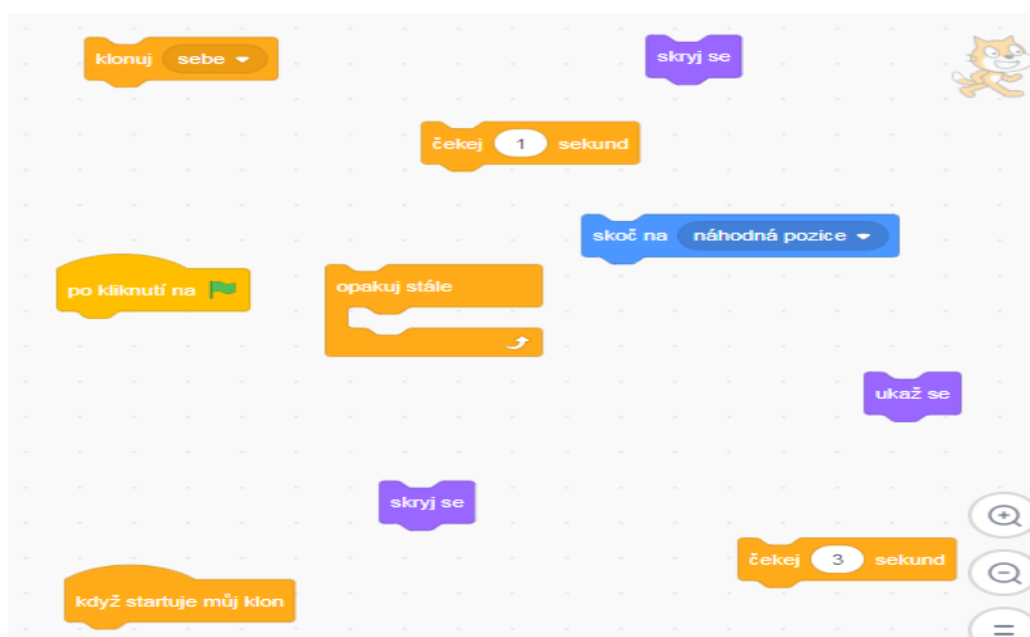 klonuj sebe
skryj se
čekej 1 sekund
skoč na náhodná pozice
po kliknutí na
opakuj stále
ukaž se
skryj se
čekej 3 sekund
když startuje můj klon